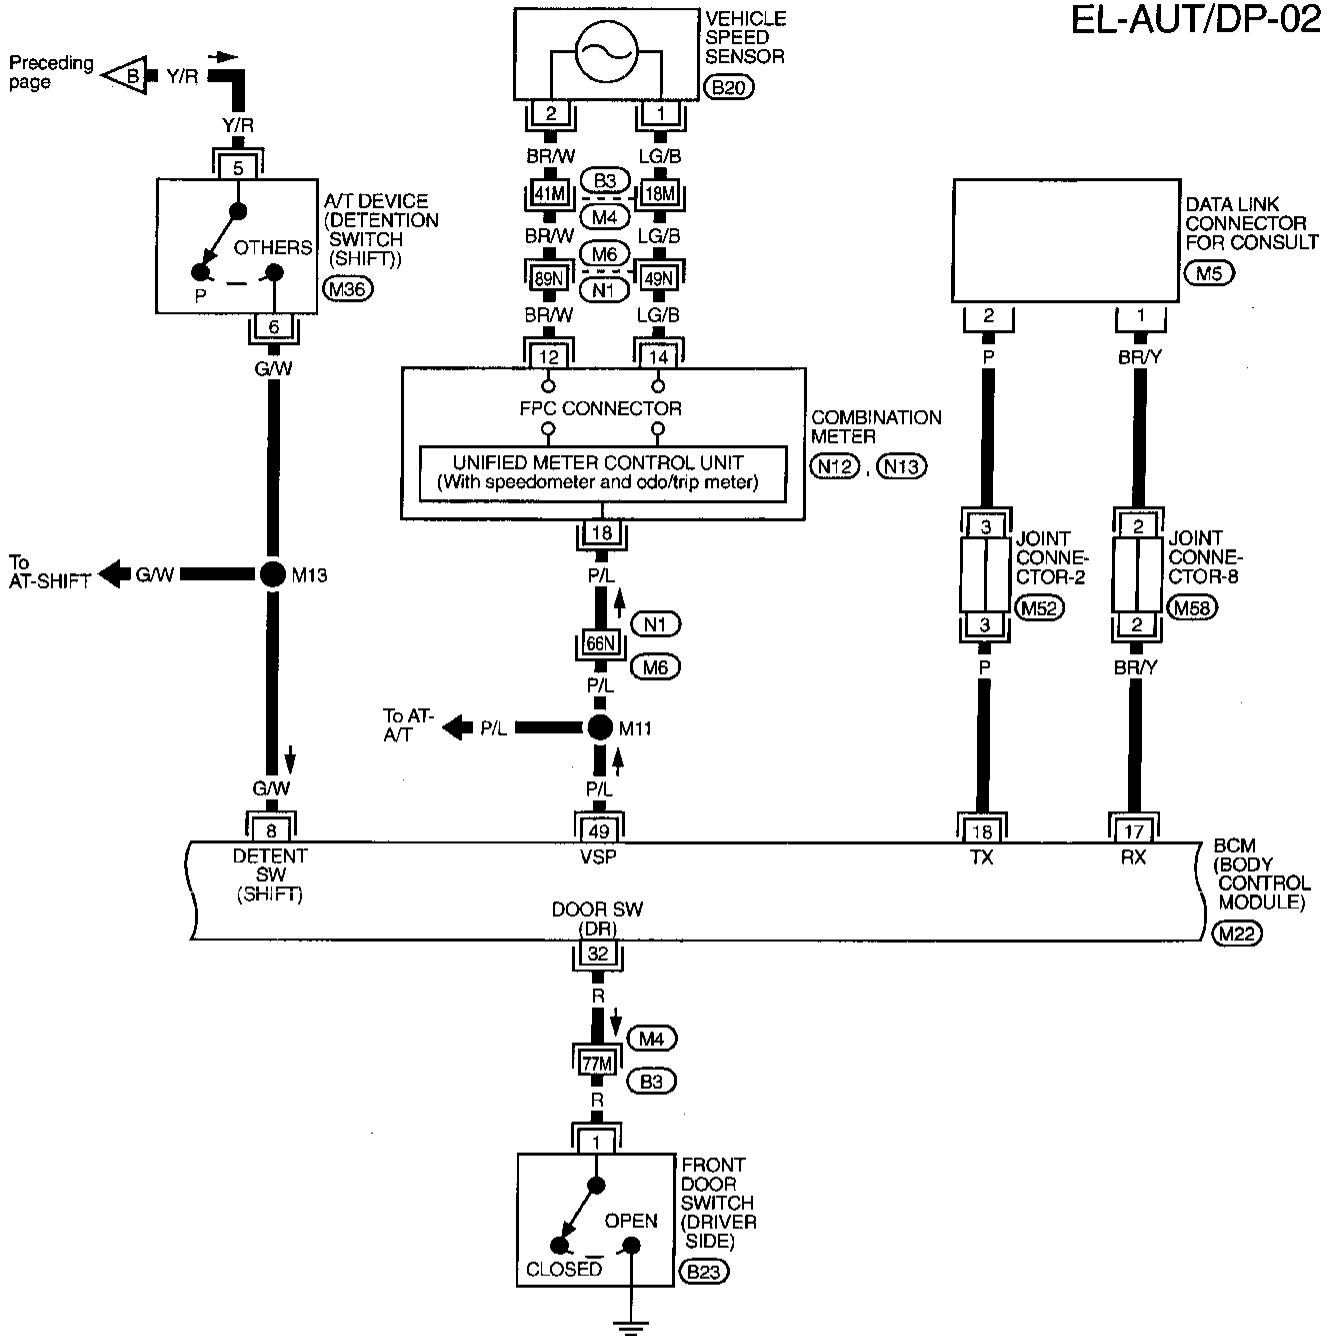 EL-AUT/DP-02
Preceding
page
B
Y/R
Y/R
5
A/T DEVICE
(DETENTION
SWITCH
(SHIFT))
M36
OTHERS
P
6
G/W
To
AT-SHIFT
G/W
M13
G/W
8
DETENT
SW
(SHIFT)
VEHICLE
SPEED
SENSOR
B20
2
1
BR/W
LG/B
41M
B3
M4
18M
BR/W
LG/B
89N
M6
N1
49N
BR/W
LG/B
12
14
FPC CONNECTOR
UNIFIED METER CONTROL UNIT
(With speedometer and odo/trip meter)
COMBINATION
METER
N12 , N13
18
P/L
N1
66N
M6
P/L
To AT-
A/T
P/L
M11
P/L
49
VSP
DATA LINK
CONNECTOR
FOR CONSULT
M5
2
1
P
BR/Y
3
2
JOINT
CONNE-
CTOR-2
M52
JOINT
CONNE-
CTOR-8
M58
3
2
P
BR/Y
18
17
TX
RX
BCM
(BODY
CONTROL
MODULE)
M22
DOOR SW
(DR)
32
R
M4
77M
B3
R
1
FRONT
DOOR
SWITCH
(DRIVER
SIDE)
B23
OPEN
CLOSED